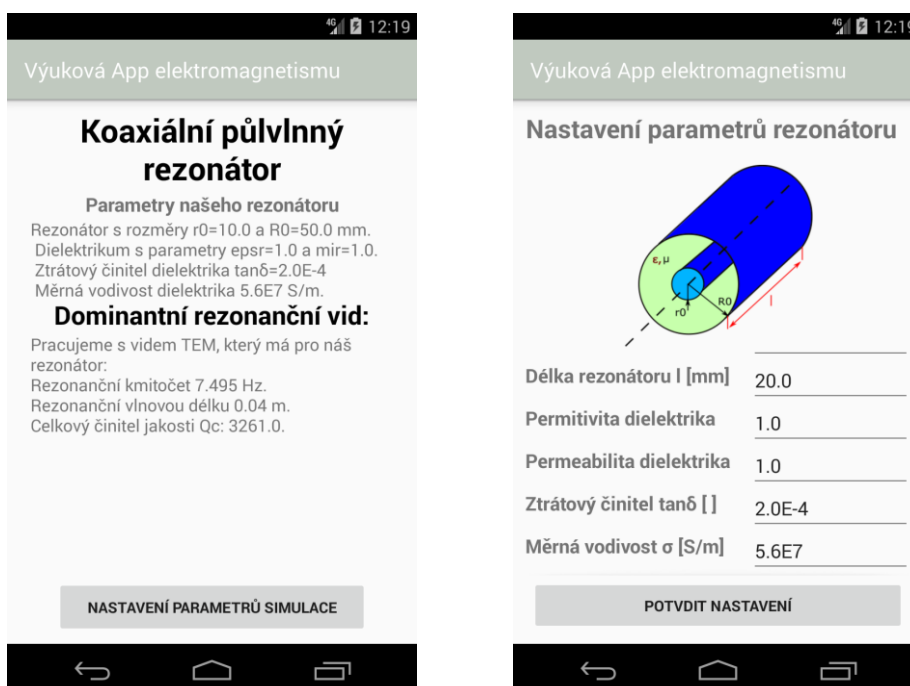 4G 12:19
Výuková App elektromagnetismu
Koaxiální půlvlnný
rezonátor
Parametry našeho rezonátoru
Rezonátor s rozměry r0=10.0 a R0=50.0 mm.
Dielektrikum s parametry epsr=1.0 a mir=1.0.
Ztrátový činitel dielektrika tanδ=2.0E-4
Měrná vodivost dielektrika 5.6E7 S/m.
Dominantní rezonanční vid:
Pracujeme s videm TEM, který má pro náš
rezonátor:
Rezonanční kmitočet 7.495 Hz.
Rezonanční vlnovou délku 0.04 m.
Celkový činitel jakosti Qc: 3261.0.
NASTAVENÍ PARAMETRŮ SIMULACE
4G 12:19
Výuková App elektromagnetismu
Nastavení parametrů rezonátoru
ε, μ
R0
r0
l
Délka rezonátoru l [mm] 20.0
Permitivita dielektrika 1.0
Permeabilita dielektrika 1.0
Ztrátový činitel tanδ [ ] 2.0E-4
Měrná vodivost σ [S/m] 5.6E7
POTVDIT NASTAVENÍ